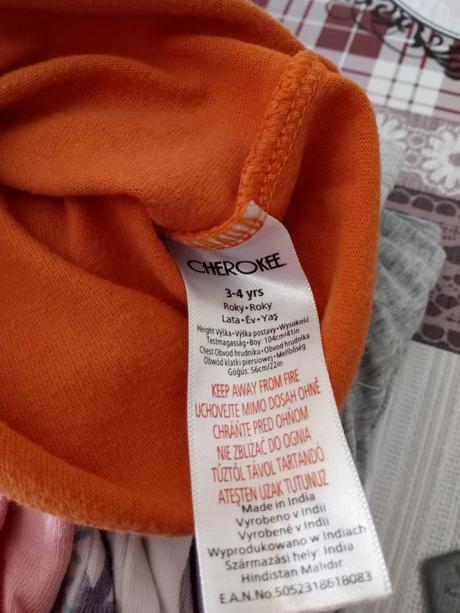 CHEROKEE.
3-4 yrs
Roky•Roky
Lata•Év•Yaş
Height Výška•Výška postavy•Wysokość
Testmagasság•Boy: 104cm/41in
Chest Obvod hrudníku•Obvod hrudníka
Obwód klatki piersiowej•Mellbőség
Göğüs: 56cm/22in
KEEP AWAY FROM FIRE
UCHOVEJTE MIMO DOSAH OHNĚ
CHRÁŇTE PRED OHŇOM
NIE ZBLIŻAĆ DO OGNIA
TŰZTŐL TÁVOL TARTANDÓ
ATEŞTEN UZAK TUTUNUZ
Made in India
Vyrobeno v Indii
Vyrobené v Indii
Wyprodukowano w Indiach
Származási hely: India
Hindistan Malıdır
E.A.N.No.5052318618083